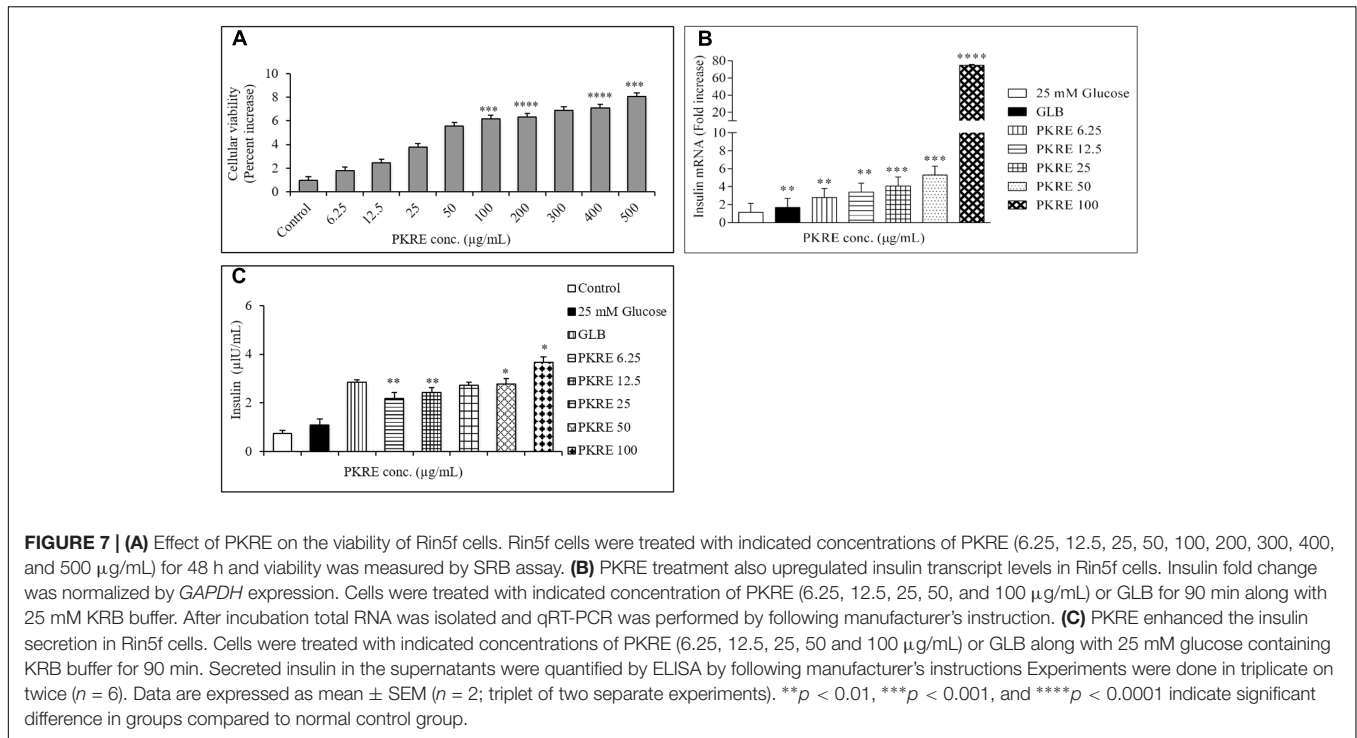 A
Cellular viability
(Percent increase)
10
8
6
4
2
0
***
****
****
***
Control
6.25
12.5
25
50
100
200
300
400
500
PKRE conc. (µg/mL)
B
Insulin mRNA (Fold increase)
80
60
40
20
10
8
6
4
2
0
**
**
**
***
***
****
PKRE conc. (µg/mL)
25 mM Glucose
GLB
PKRE 6.25
PKRE 12.5
PKRE 25
PKRE 50
PKRE 100
C
Insulin (µIU/mL)
6
4
2
0
**
**
*
*
PKRE conc. (µg/mL)
Control
25 mM Glucose
GLB
PKRE 6.25
PKRE 12.5
PKRE 25
PKRE 50
PKRE 100
FIGURE 7 | (A) Effect of PKRE on the viability of Rin5f cells. Rin5f cells were treated with indicated concentrations of PKRE (6.25, 12.5, 25, 50, 100, 200, 300, 400,
and 500 µg/mL) for 48 h and viability was measured by SRB assay. (B) PKRE treatment also upregulated insulin transcript levels in Rin5f cells. Insulin fold change
was normalized by GAPDH expression. Cells were treated with indicated concentration of PKRE (6.25, 12.5, 25, 50, and 100 µg/mL) or GLB for 90 min along with
25 mM KRB buffer. After incubation total RNA was isolated and qRT-PCR was performed by following manufacturer's instruction. (C) PKRE enhanced the insulin
secretion in Rin5f cells. Cells were treated with indicated concentrations of PKRE (6.25, 12.5, 25, 50 and 100 µg/mL) or GLB along with 25 mM glucose containing
KRB buffer for 90 min. Secreted insulin in the supernatants were quantified by ELISA by following manufacturer's instructions Experiments were done in triplicate on
twice (n = 6). Data are expressed as mean ± SEM (n = 2; triplet of two separate experiments). **p < 0.01, ***p < 0.001, and ****p < 0.0001 indicate significant
difference in groups compared to normal control group.